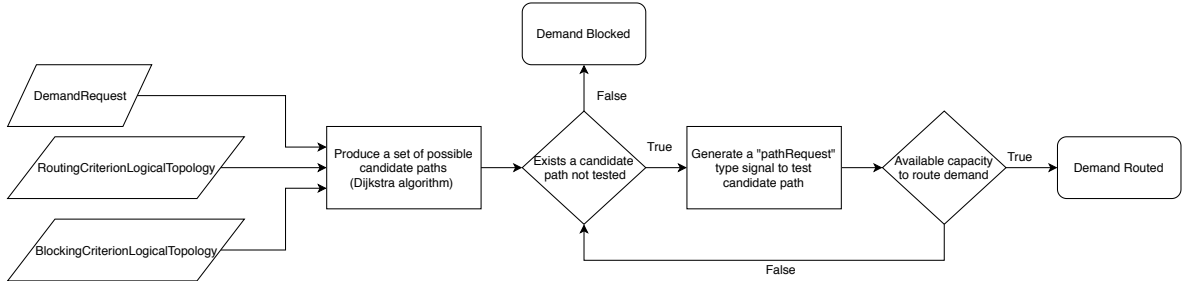 Demand Blocked
DemandRequest
False
RoutingCriterionLogicalTopology
Produce a set of possible
candidate paths
(Dijkstra algorithm)
Exists a candidate
path not tested
True
Generate a "pathRequest"
type signal to test
candidate path
Available capacity
to route demand
True
Demand Routed
BlockingCriterionLogicalTopology
False